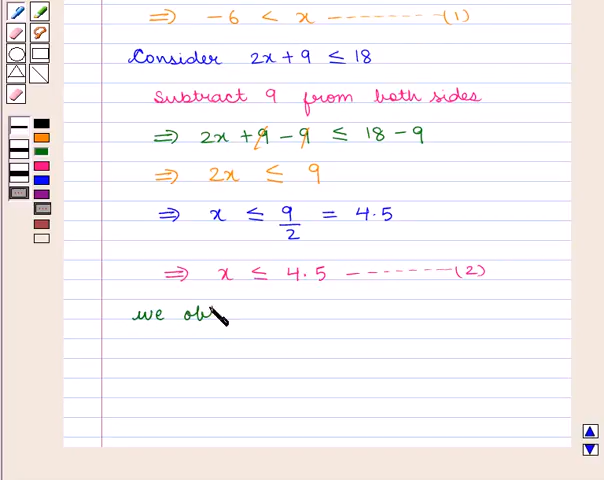 ⇒ -6 < x ---------(1)
Consider 2x + 9 ≤ 18
Subtract 9 from both sides
⇒ 2x + 9 - 9 ≤ 18 - 9
⇒ 2x ≤ 9
⇒ x ≤ 9/2 = 4.5
⇒ x ≤ 4.5 --------(2)
we ob